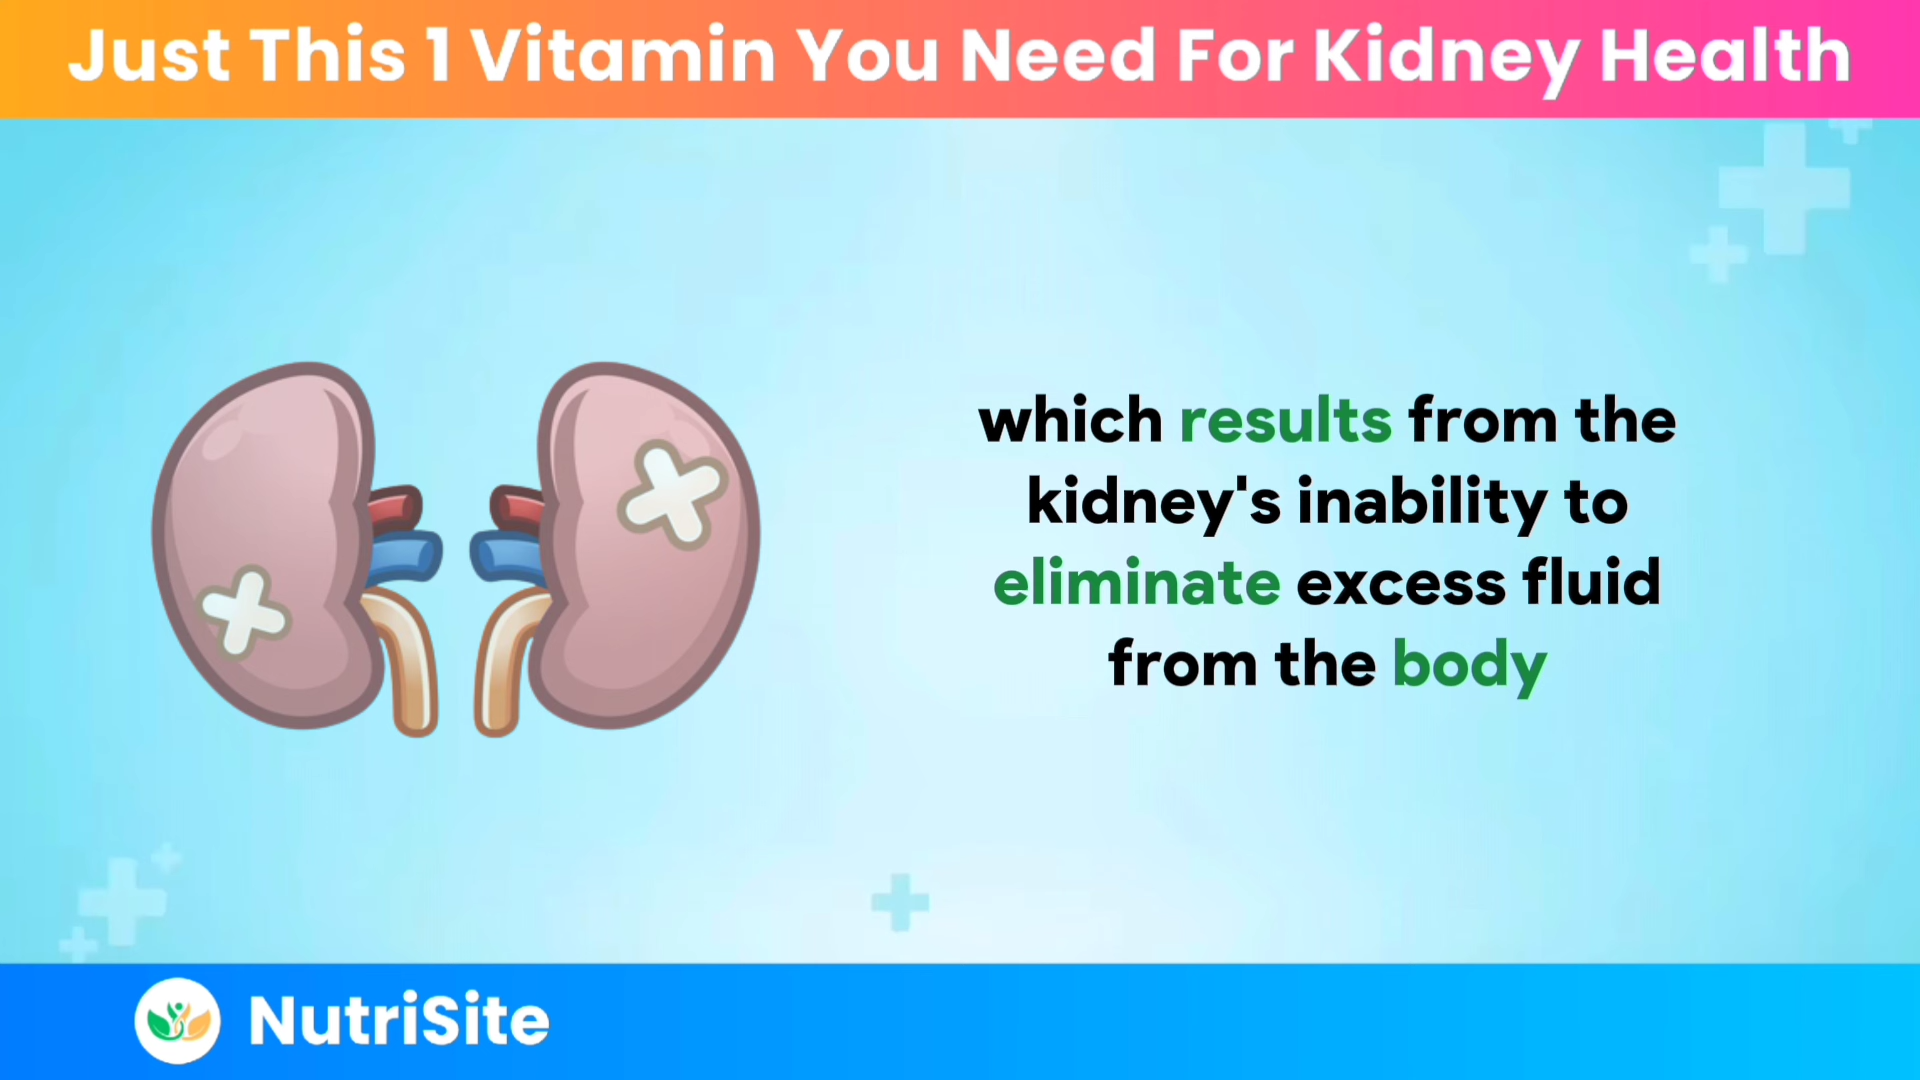 Just This 1 Vitamin You Need For Kidney Health
which results from the
kidney's inability to
eliminate excess fluid
from the body
NutriSite